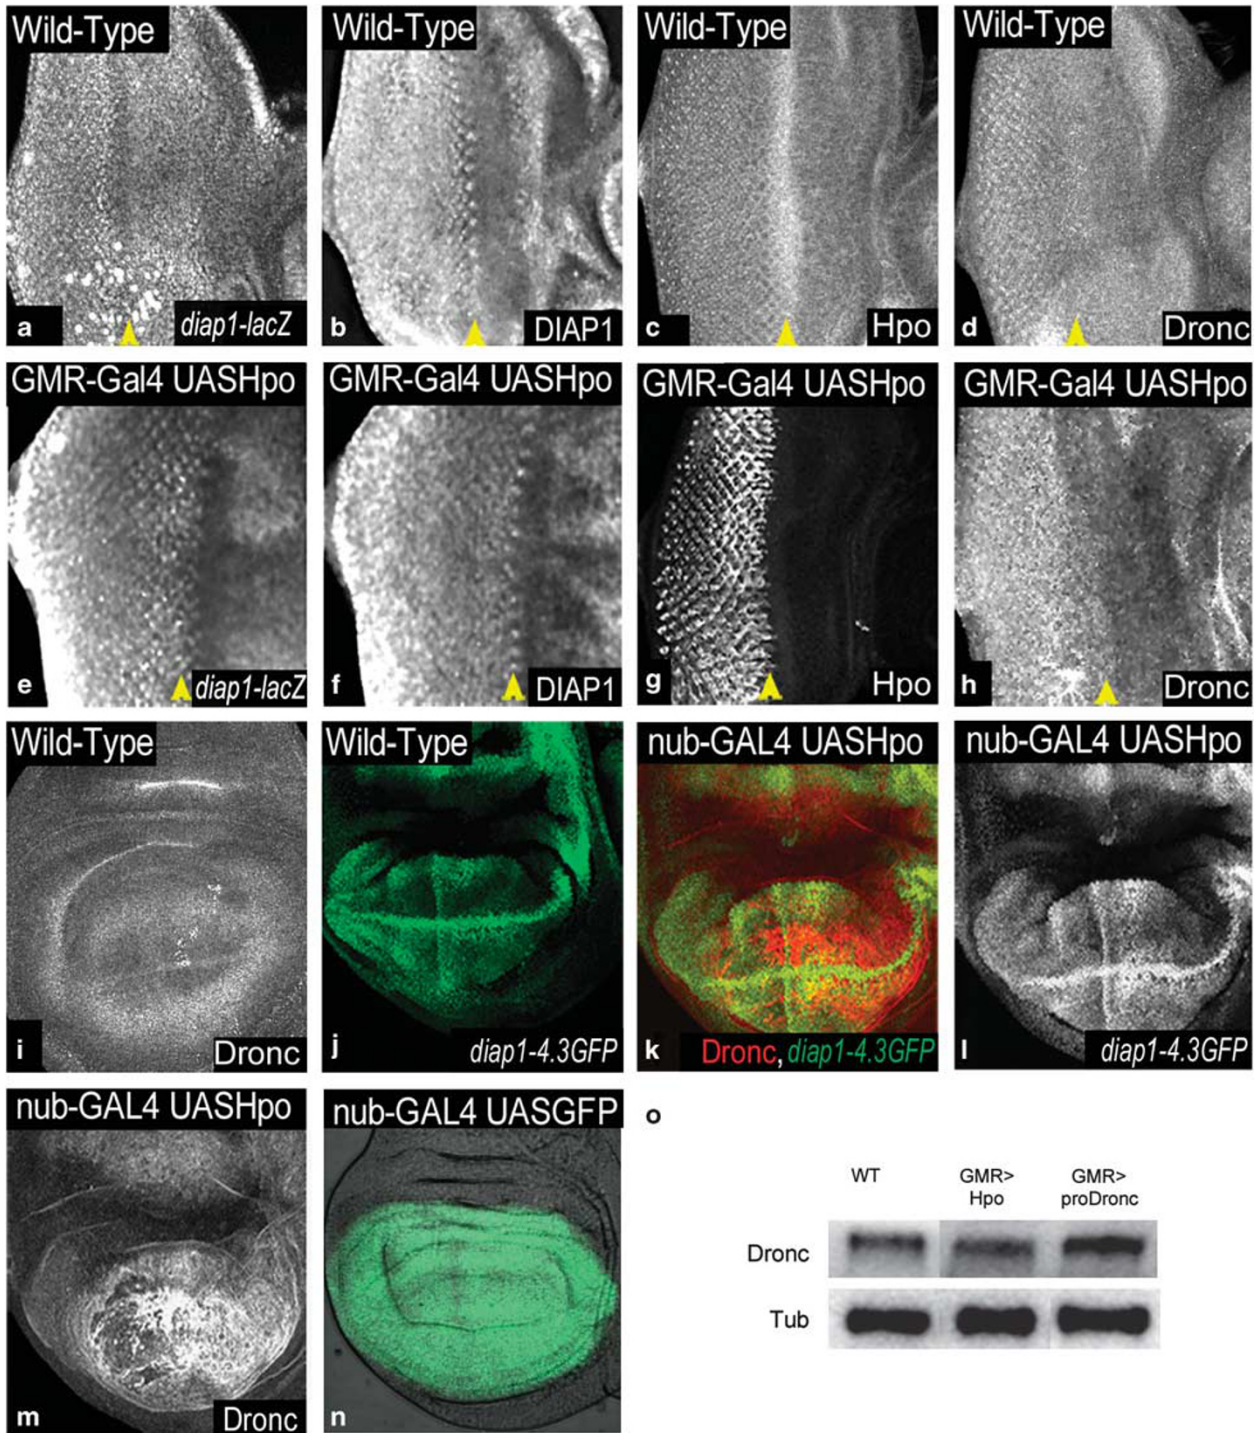 Wild-Type
a
diap1-lacZ
Wild-Type
b
DIAP1
Wild-Type
c
Hpo
Wild-Type
d
Dronc
GMR-Gal4 UASHpo
e
diap1-lacZ
GMR-Gal4 UASHpo
f
DIAP1
GMR-Gal4 UASHpo
g
Hpo
GMR-Gal4 UASHpo
h
Dronc
Wild-Type
i
Dronc
Wild-Type
j
diap1-4.3GFP
nub-GAL4 UASHpo
k
Dronc, diap1-4.3GFP
nub-GAL4 UASHpo
l
diap1-4.3GFP
nub-GAL4 UASHpo
m
Dronc
nub-GAL4 UASGFP
n
o
WT
GMR>
Hpo
GMR>
proDronc
Dronc
Tub